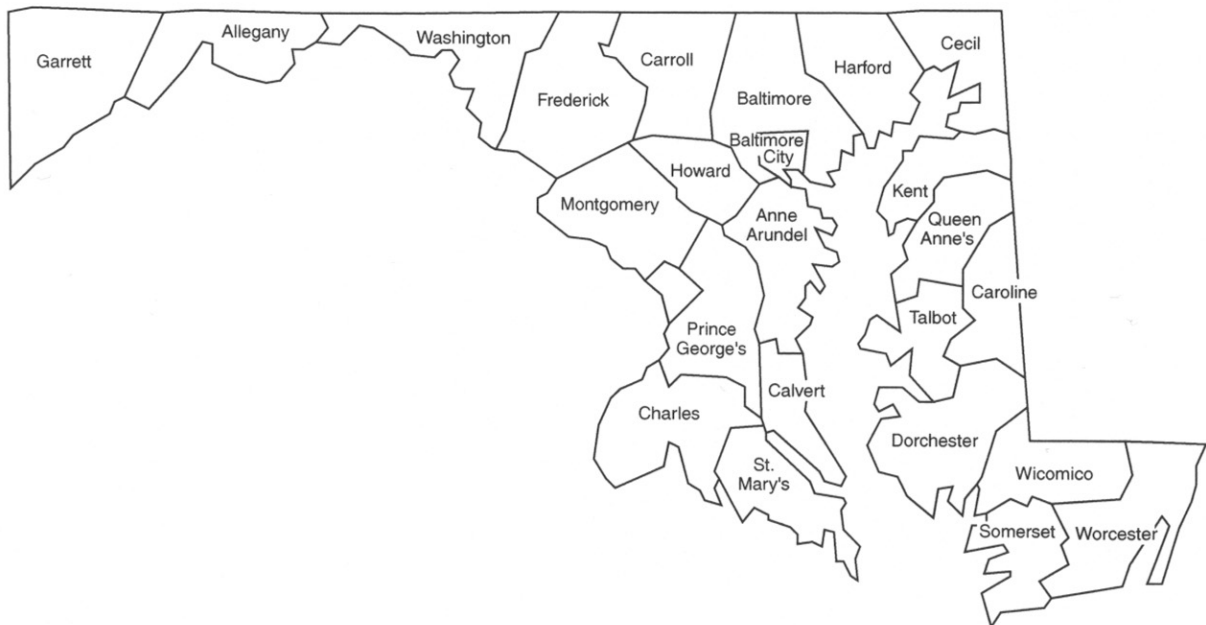 Garrett
Allegany
Washington
Frederick
Carroll
Baltimore
Harford
Cecil
Baltimore
City
Howard
Montgomery
Anne
Arundel
Kent
Queen
Anne's
Caroline
Talbot
Prince
George's
Calvert
Charles
St.
Mary's
Dorchester
Wicomico
Somerset
Worcester